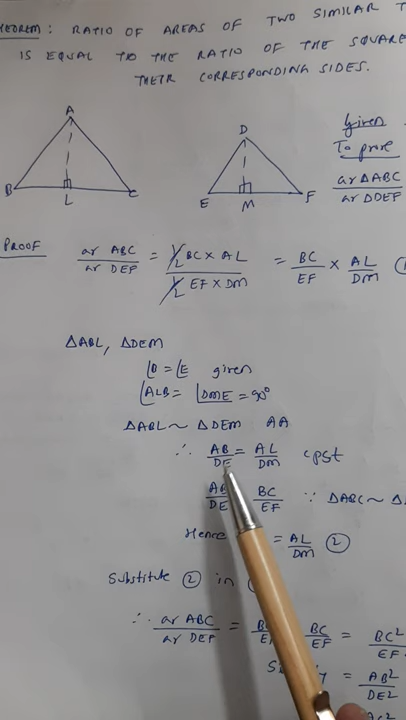 THEOREM : RATIO OF AREAS OF TWO SIMILAR
IS EQUAL TO THE RATIO OF THE SQUARE
THEIR CORRESPONDING SIDES.
A
B
L
C
D
E
M
F
Given
To prove
ar ΔABC / ar ΔDEF
PROOF
ar ABC / ar DEF = 1/2 BC × AL / 1/2 EF × DM = BC/EF × AL/DM ①
ΔABL, ΔDEM
∠B = ∠E given
∠ALB = ∠DME = 90°
ΔABL ~ ΔDEM AA
∴ AB/DE = AL/DM cpst
AB/DE BC/EF ∵ ΔABC ~ Δ
Hence = AL/DM ②
Substitute ② in
∴ ar ABC / ar DEF = BC/EF = BC²/EF
= AB²/DE²